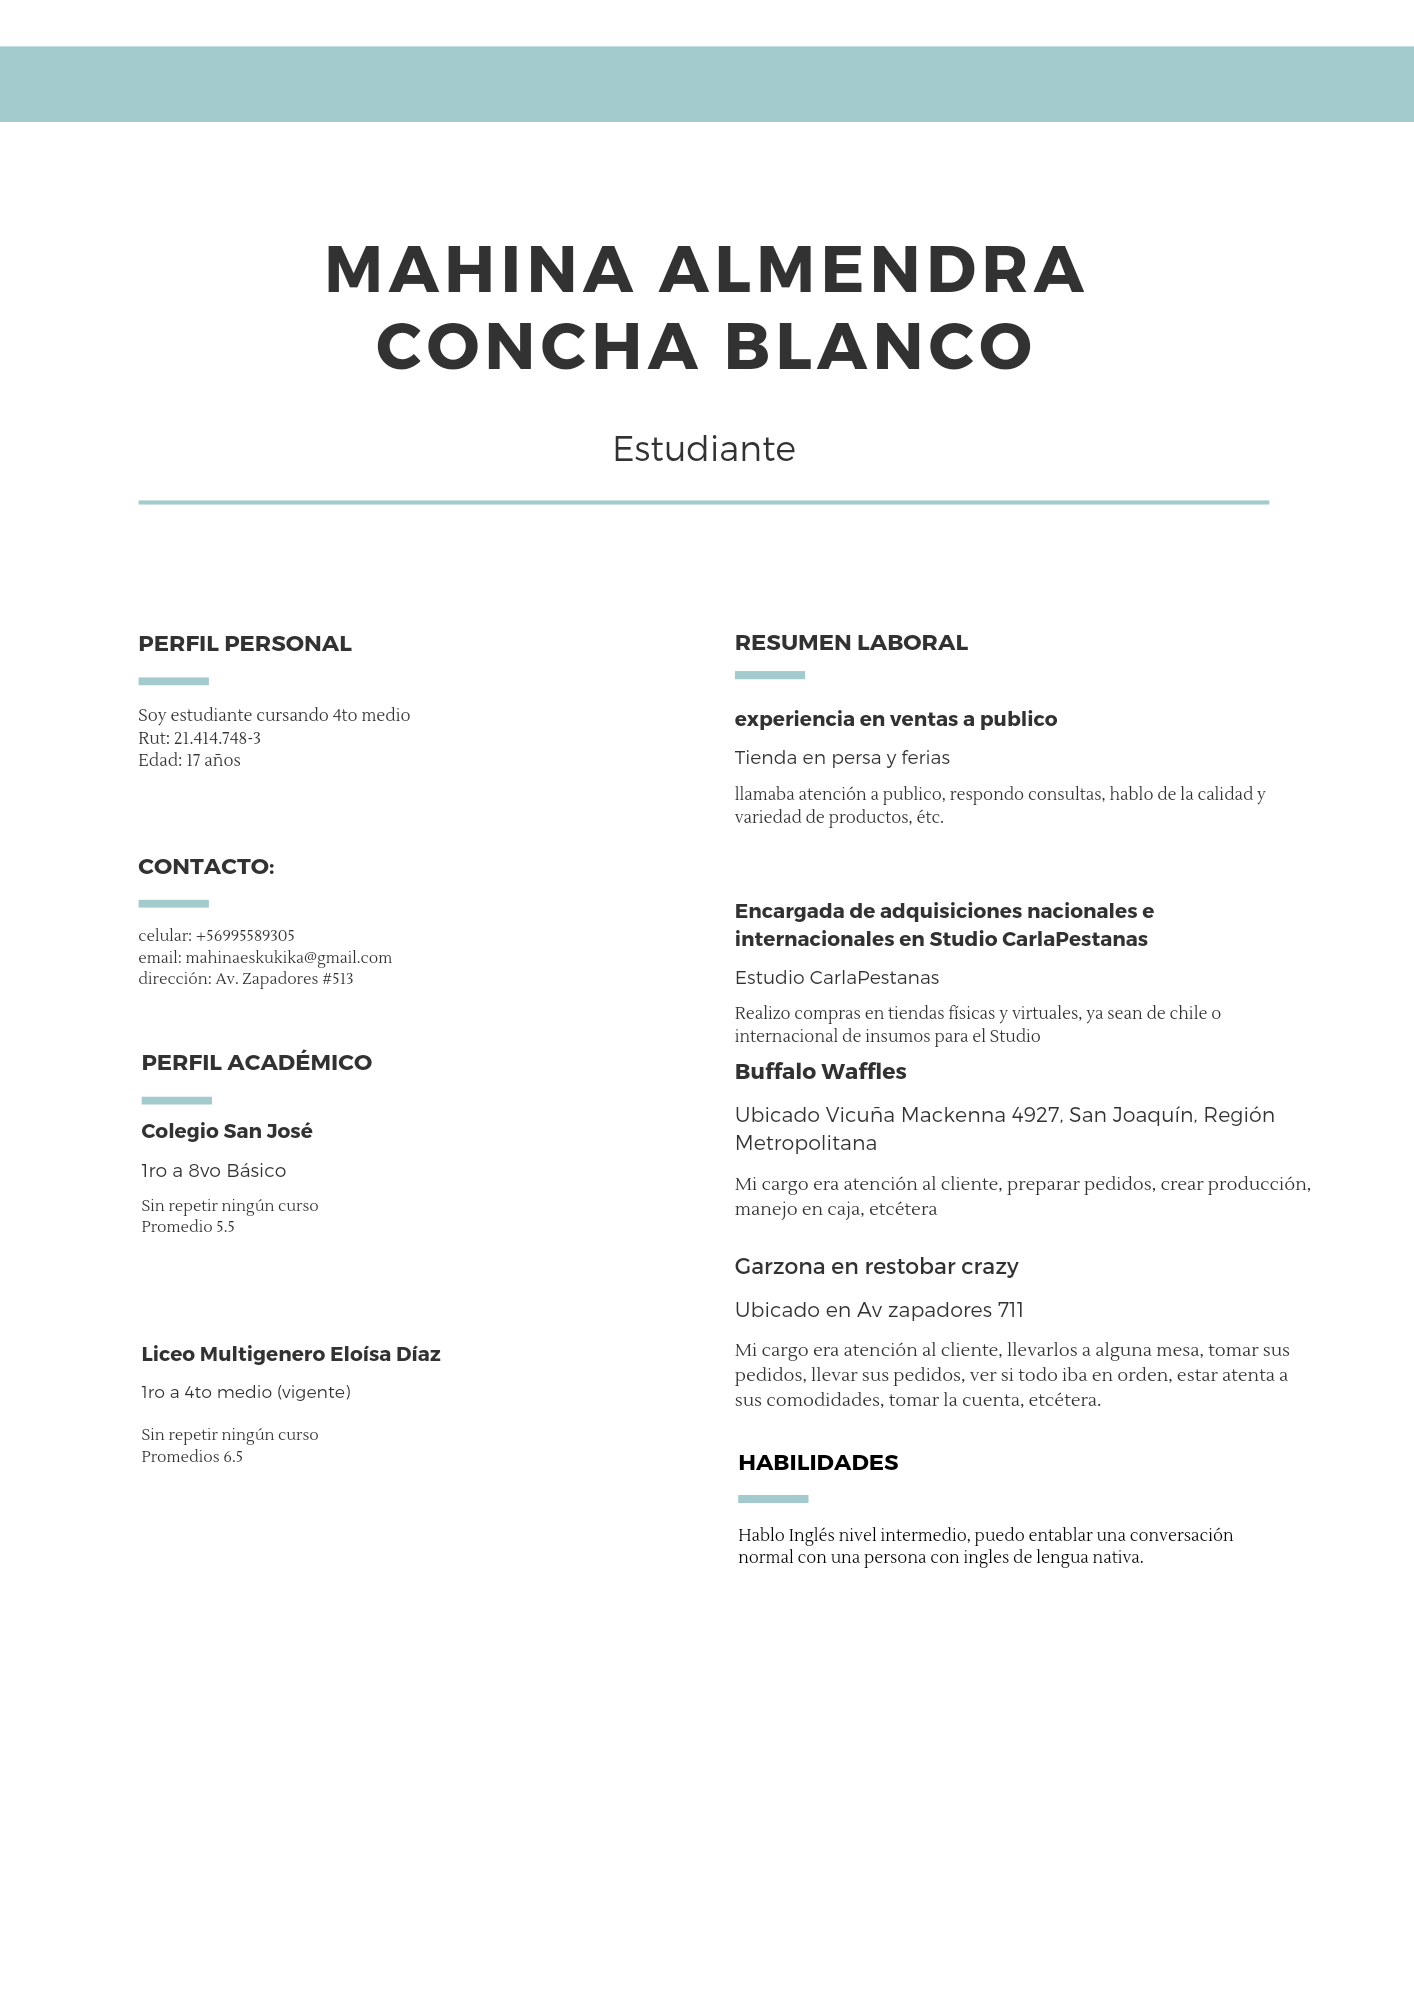 MAHINA ALMENDRA
CONCHA BLANCO
Estudiante
PERFIL PERSONAL
Soy estudiante cursando 4to medio
Rut: 21.414.748-3
Edad: 17 años
CONTACTO:
celular: +56995589305
email: mahinaeskukika@gmail.com
dirección: Av. Zapadores #513
PERFIL ACADÉMICO
Colegio San José
1ro a 8vo Básico
Sin repetir ningún curso
Promedio 5.5
Liceo Multigenero Eloísa Díaz
1ro a 4to medio (vigente)
Sin repetir ningún curso
Promedios 6.5
RESUMEN LABORAL
experiencia en ventas a publico
Tienda en persa y ferias
llamaba atención a publico, respondo consultas, hablo de la calidad y
variedad de productos, étc.
Encargada de adquisiciones nacionales e
internacionales en Studio CarlaPestanas
Estudio CarlaPestanas
Realizo compras en tiendas físicas y virtuales, ya sean de chile o
internacional de insumos para el Studio
Buffalo Waffles
Ubicado Vicuña Mackenna 4927, San Joaquín, Región
Metropolitana
Mi cargo era atención al cliente, preparar pedidos, crear producción,
manejo en caja, etcétera
Garzona en restobar crazy
Ubicado en Av zapadores 711
Mi cargo era atención al cliente, llevarlos a alguna mesa, tomar sus
pedidos, llevar sus pedidos, ver si todo iba en orden, estar atenta a
sus comodidades, tomar la cuenta, etcétera.
HABILIDADES
Hablo Inglés nivel intermedio, puedo entablar una conversación
normal con una persona con ingles de lengua nativa.